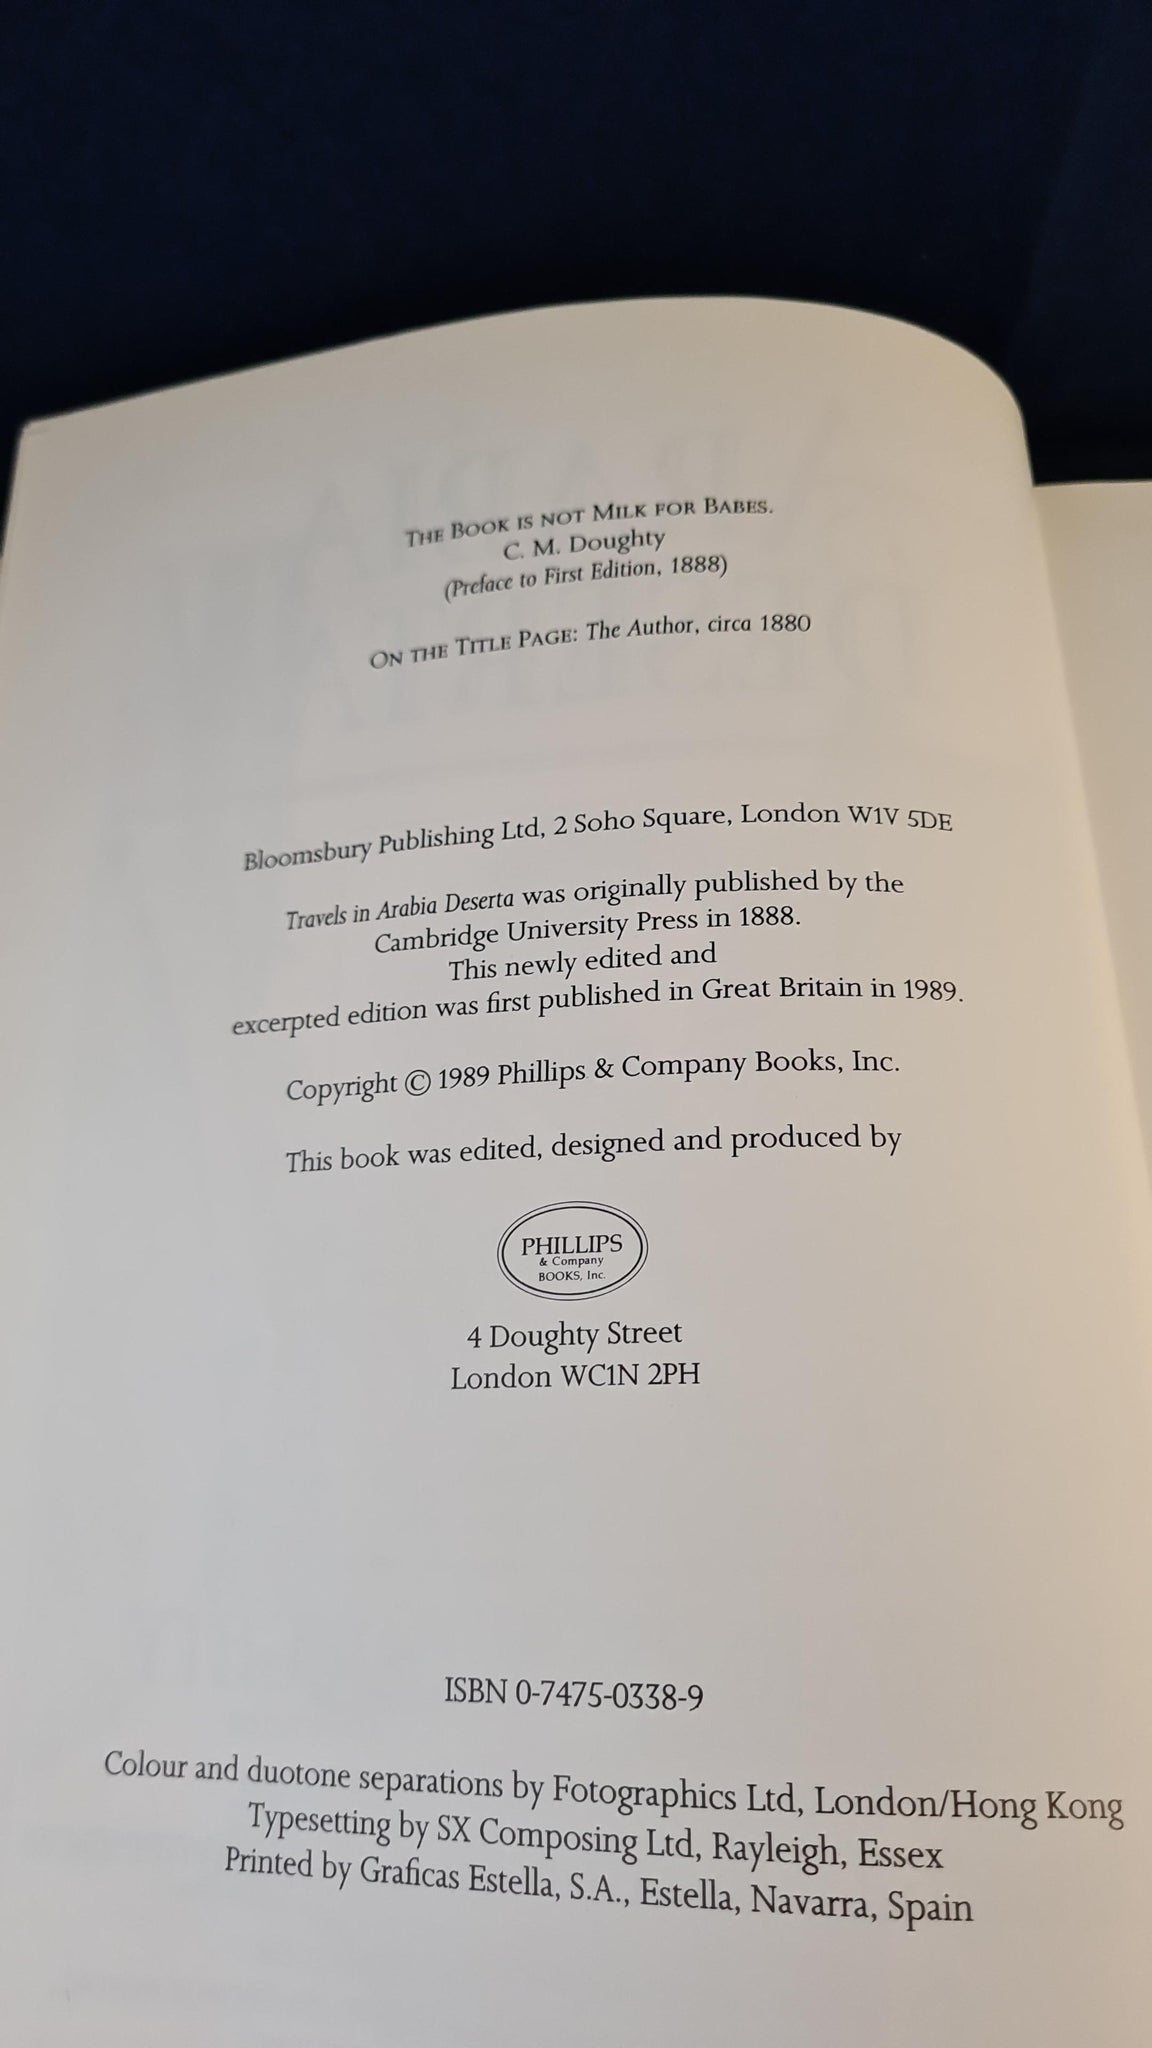 THE BOOK IS NOT MILK FOR BABES.
C. M. Doughty
(Preface to First Edition, 1888)
ON THE TITLE PAGE: The Author, circa 1880
Bloomsbury Publishing Ltd, 2 Soho Square, London W1V 5DE
Travels in Arabia Deserta was originally published by the
Cambridge University Press in 1888.
This newly edited and
excerpted edition was first published in Great Britain in 1989.
Copyright © 1989 Phillips & Company Books, Inc.
This book was edited, designed and produced by
PHILLIPS
& Company
BOOKS, Inc.
4 Doughty Street
London WC1N 2PH
ISBN 0-7475-0338-9
Colour and duotone separations by Fotographics Ltd, London/Hong Kong
Typesetting by SX Composing Ltd, Rayleigh, Essex
Printed by Graficas Estella, S.A., Estella, Navarra, Spain